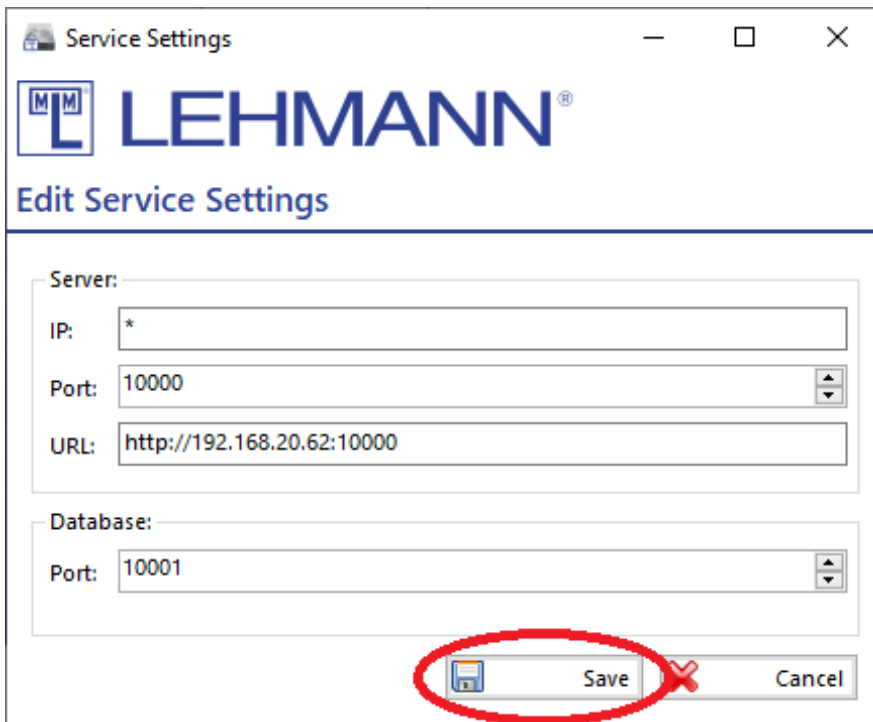 Service Settings
MLM LEHMANN®
Edit Service Settings
Server:
IP: *
Port: 10000
URL: http://192.168.20.62:10000
Database:
Port: 10001
Save Cancel